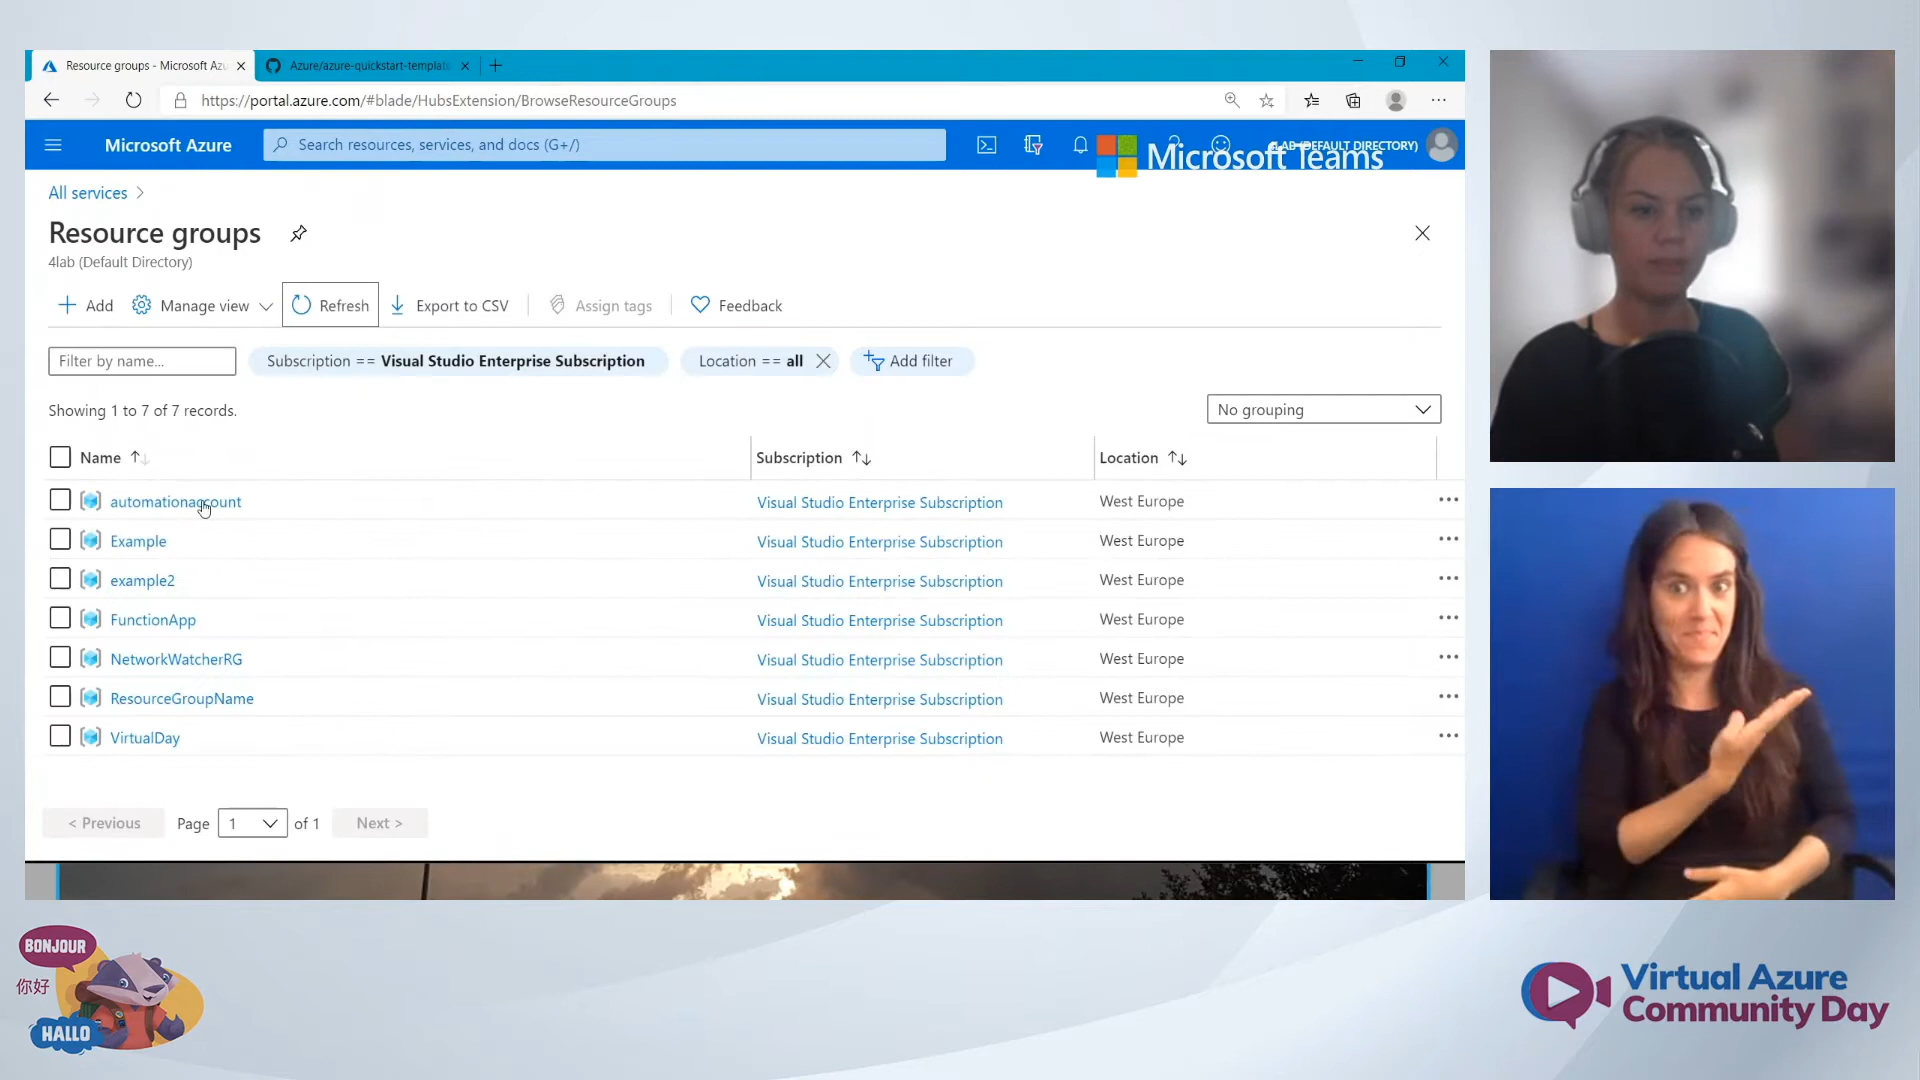 Resource groups - Microsoft Azu
Azure/azure-quickstart-templat
https://portal.azure.com/#blade/HubsExtension/BrowseResourceGroups
Microsoft Azure
Search resources, services, and docs (G+/)
4LAB (DEFAULT DIRECTORY)
Microsoft Teams
All services
Resource groups
4lab (Default Directory)
Add
Manage view
Refresh
Export to CSV
Assign tags
Feedback
Filter by name...
Subscription == Visual Studio Enterprise Subscription
Location == all
Add filter
Showing 1 to 7 of 7 records.
No grouping
Name
Subscription
Location
automationaccount
Visual Studio Enterprise Subscription
West Europe
Example
Visual Studio Enterprise Subscription
West Europe
example2
Visual Studio Enterprise Subscription
West Europe
FunctionApp
Visual Studio Enterprise Subscription
West Europe
NetworkWatcherRG
Visual Studio Enterprise Subscription
West Europe
ResourceGroupName
Visual Studio Enterprise Subscription
West Europe
VirtualDay
Visual Studio Enterprise Subscription
West Europe
< Previous
Page
1
of 1
Next >
BONJOUR
你好
HALLO
Virtual Azure
Community Day